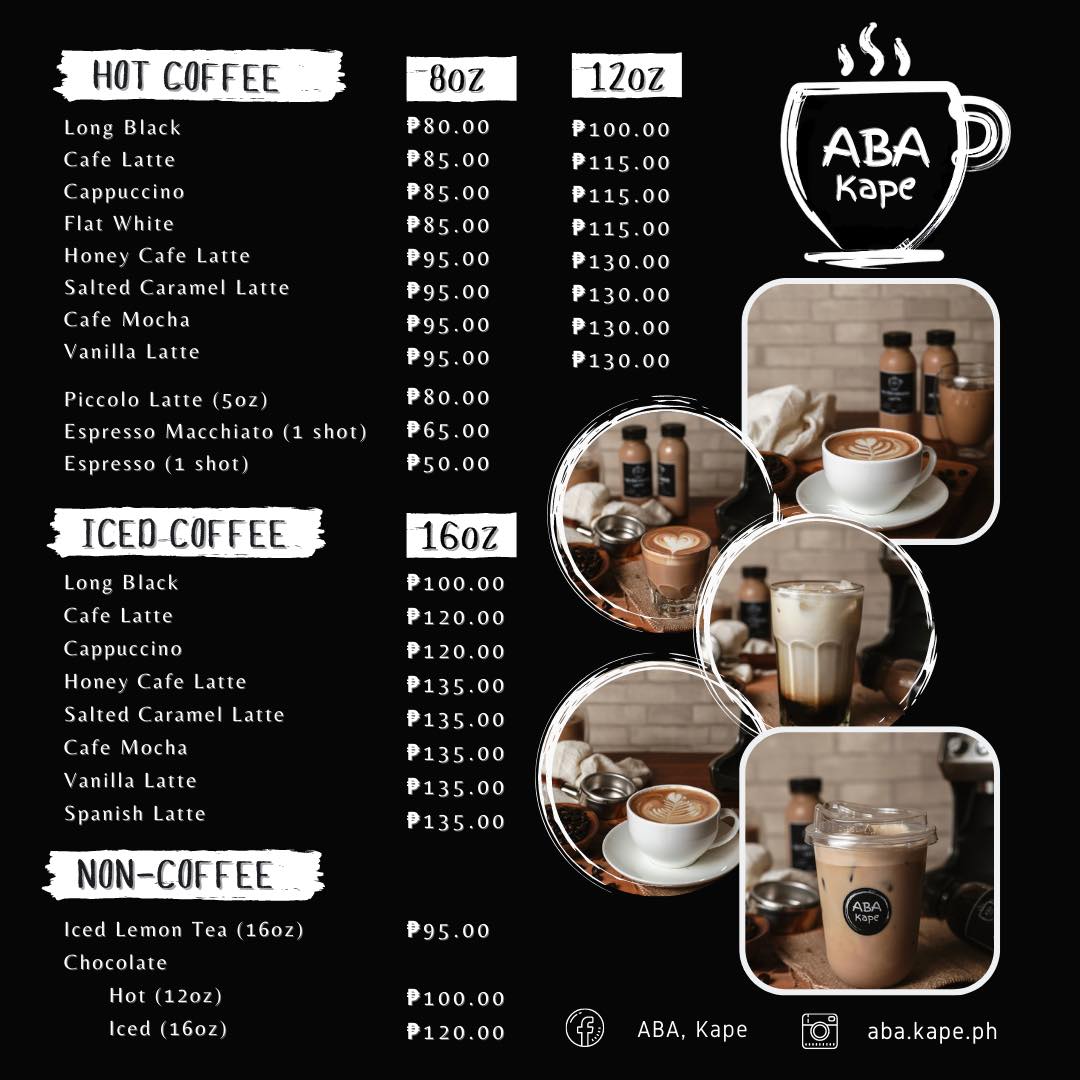 HOT COFFEE 8oz 12oz
Long Black ₱80.00 ₱100.00
Cafe Latte ₱85.00 ₱115.00
Cappuccino ₱85.00 ₱115.00
Flat White ₱85.00 ₱115.00
Honey Cafe Latte ₱95.00 ₱130.00
Salted Caramel Latte ₱95.00 ₱130.00
Cafe Mocha ₱95.00 ₱130.00
Vanilla Latte ₱95.00 ₱130.00
Piccolo Latte (5oz) ₱80.00
Espresso Macchiato (1 shot) ₱65.00
Espresso (1 shot) ₱50.00
ICED COFFEE 16oz
Long Black ₱100.00
Cafe Latte ₱120.00
Cappuccino ₱120.00
Honey Cafe Latte ₱135.00
Salted Caramel Latte ₱135.00
Cafe Mocha ₱135.00
Vanilla Latte ₱135.00
Spanish Latte ₱135.00
NON-COFFEE
Iced Lemon Tea (16oz) ₱95.00
Chocolate
Hot (12oz) ₱100.00
Iced (16oz) ₱120.00
ABA
Kape
ABA
Kape
ABA, Kape
aba.kape.ph